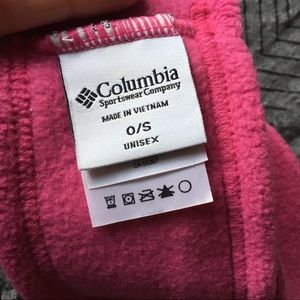 Columbia
Sportswear Company
MADE IN VIETNAM
O/S
UNISEX